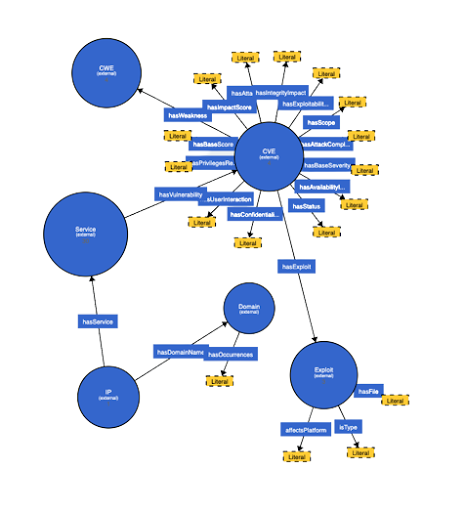 Literal
Literal
CWE
(external)
Literal
Literal
hasAtta
hasIntegrityImpact
hasImpactScore
hasExploitabilit...
Literal
hasWeakness
hasScope
Literal
Literal
hasBaseScore
CVE
(external)
hasAttackCompl...
Literal
hasPrivilegesRe...
hasBaseSeverity
Literal
hasVulnerability
sUserInteraction
hasAvailabilityI...
Literal
hasStatus
hasConfidentiali...
Literal
Service
(external)
Literal
Literal
hasExploit
Domain
(external)
hasService
hasDomainName
hasOccurrences
Exploit
(external)
Literal
IP
(external)
hasFile
Literal
affectsPlatform
isType
Literal
Literal